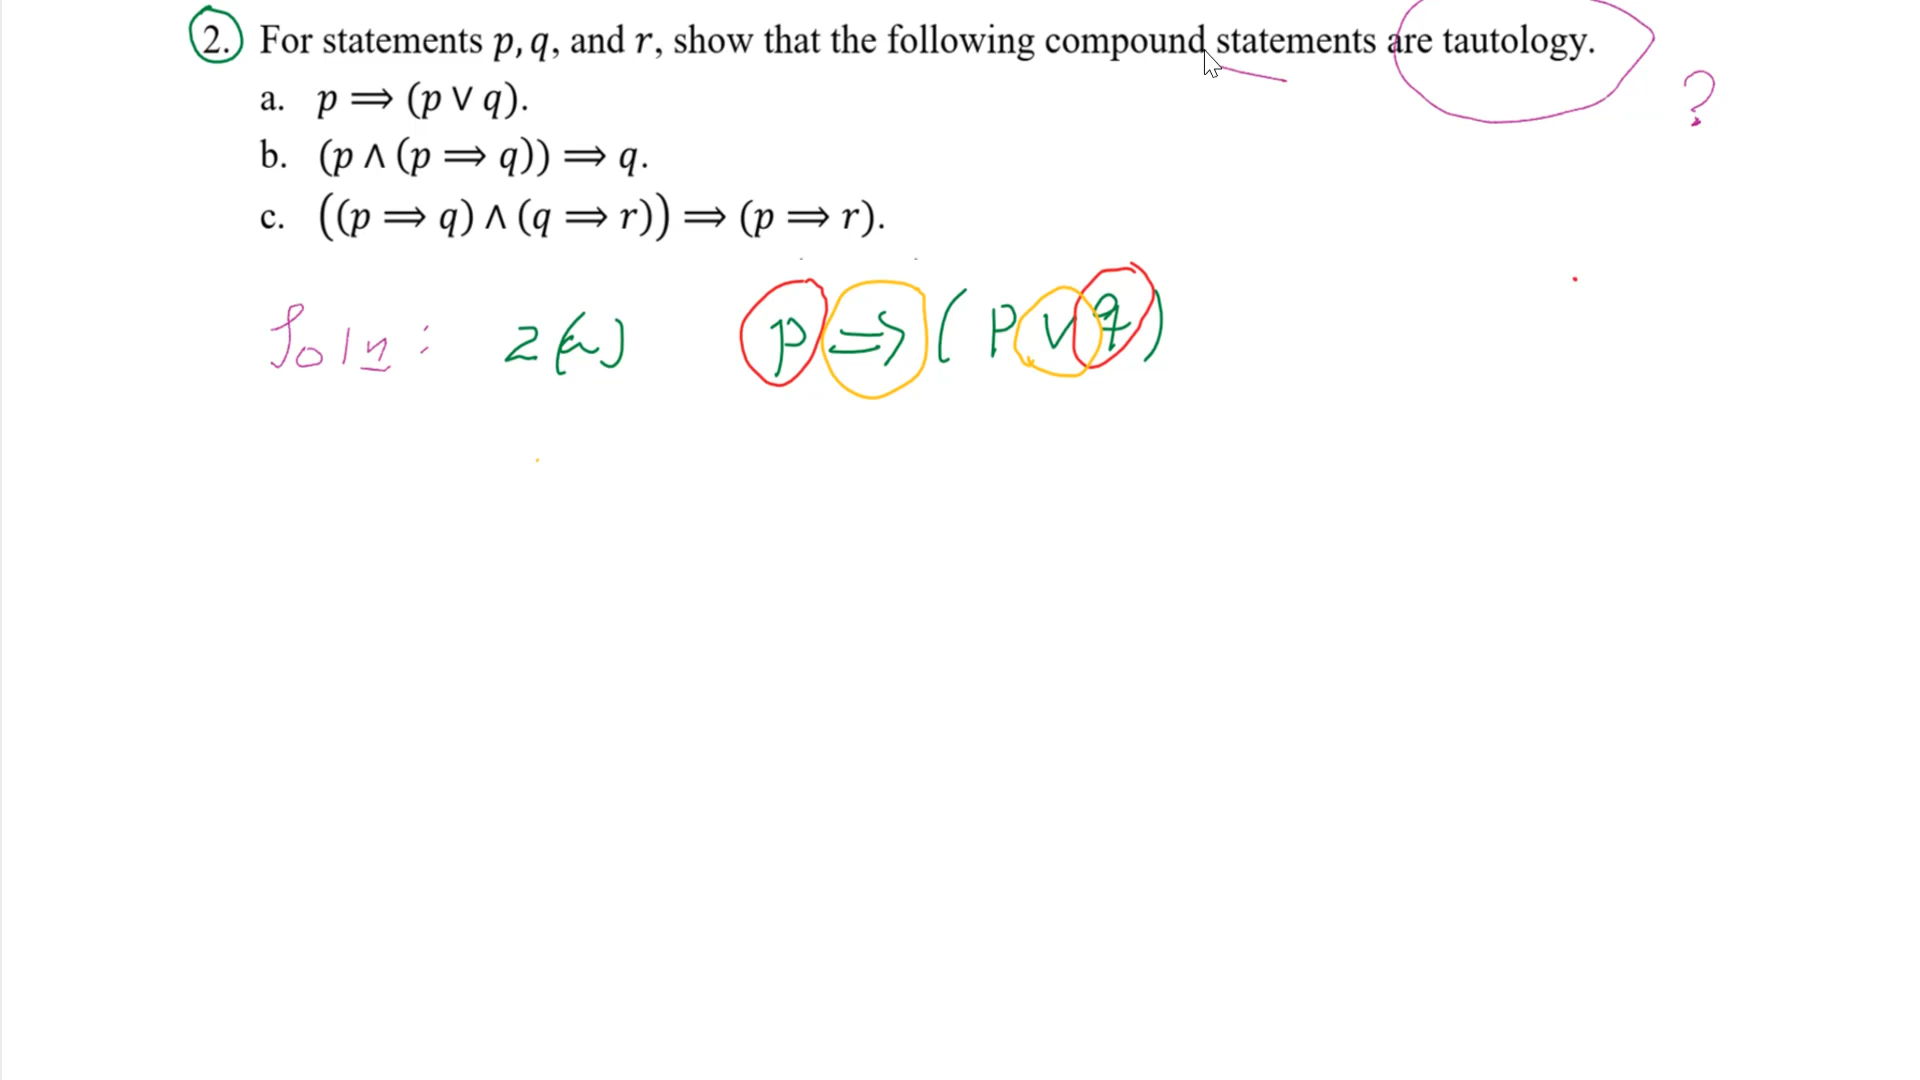 2. For statements p, q, and r, show that the following compound statements are tautology.
?
a. p ⟹ (p ∨ q).
b. (p ∧ (p ⟹ q)) ⟹ q.
c. ((p ⟹ q) ∧ (q ⟹ r)) ⟹ (p ⟹ r).
Soln: 2(a) p ⇒ (p ∨ q)